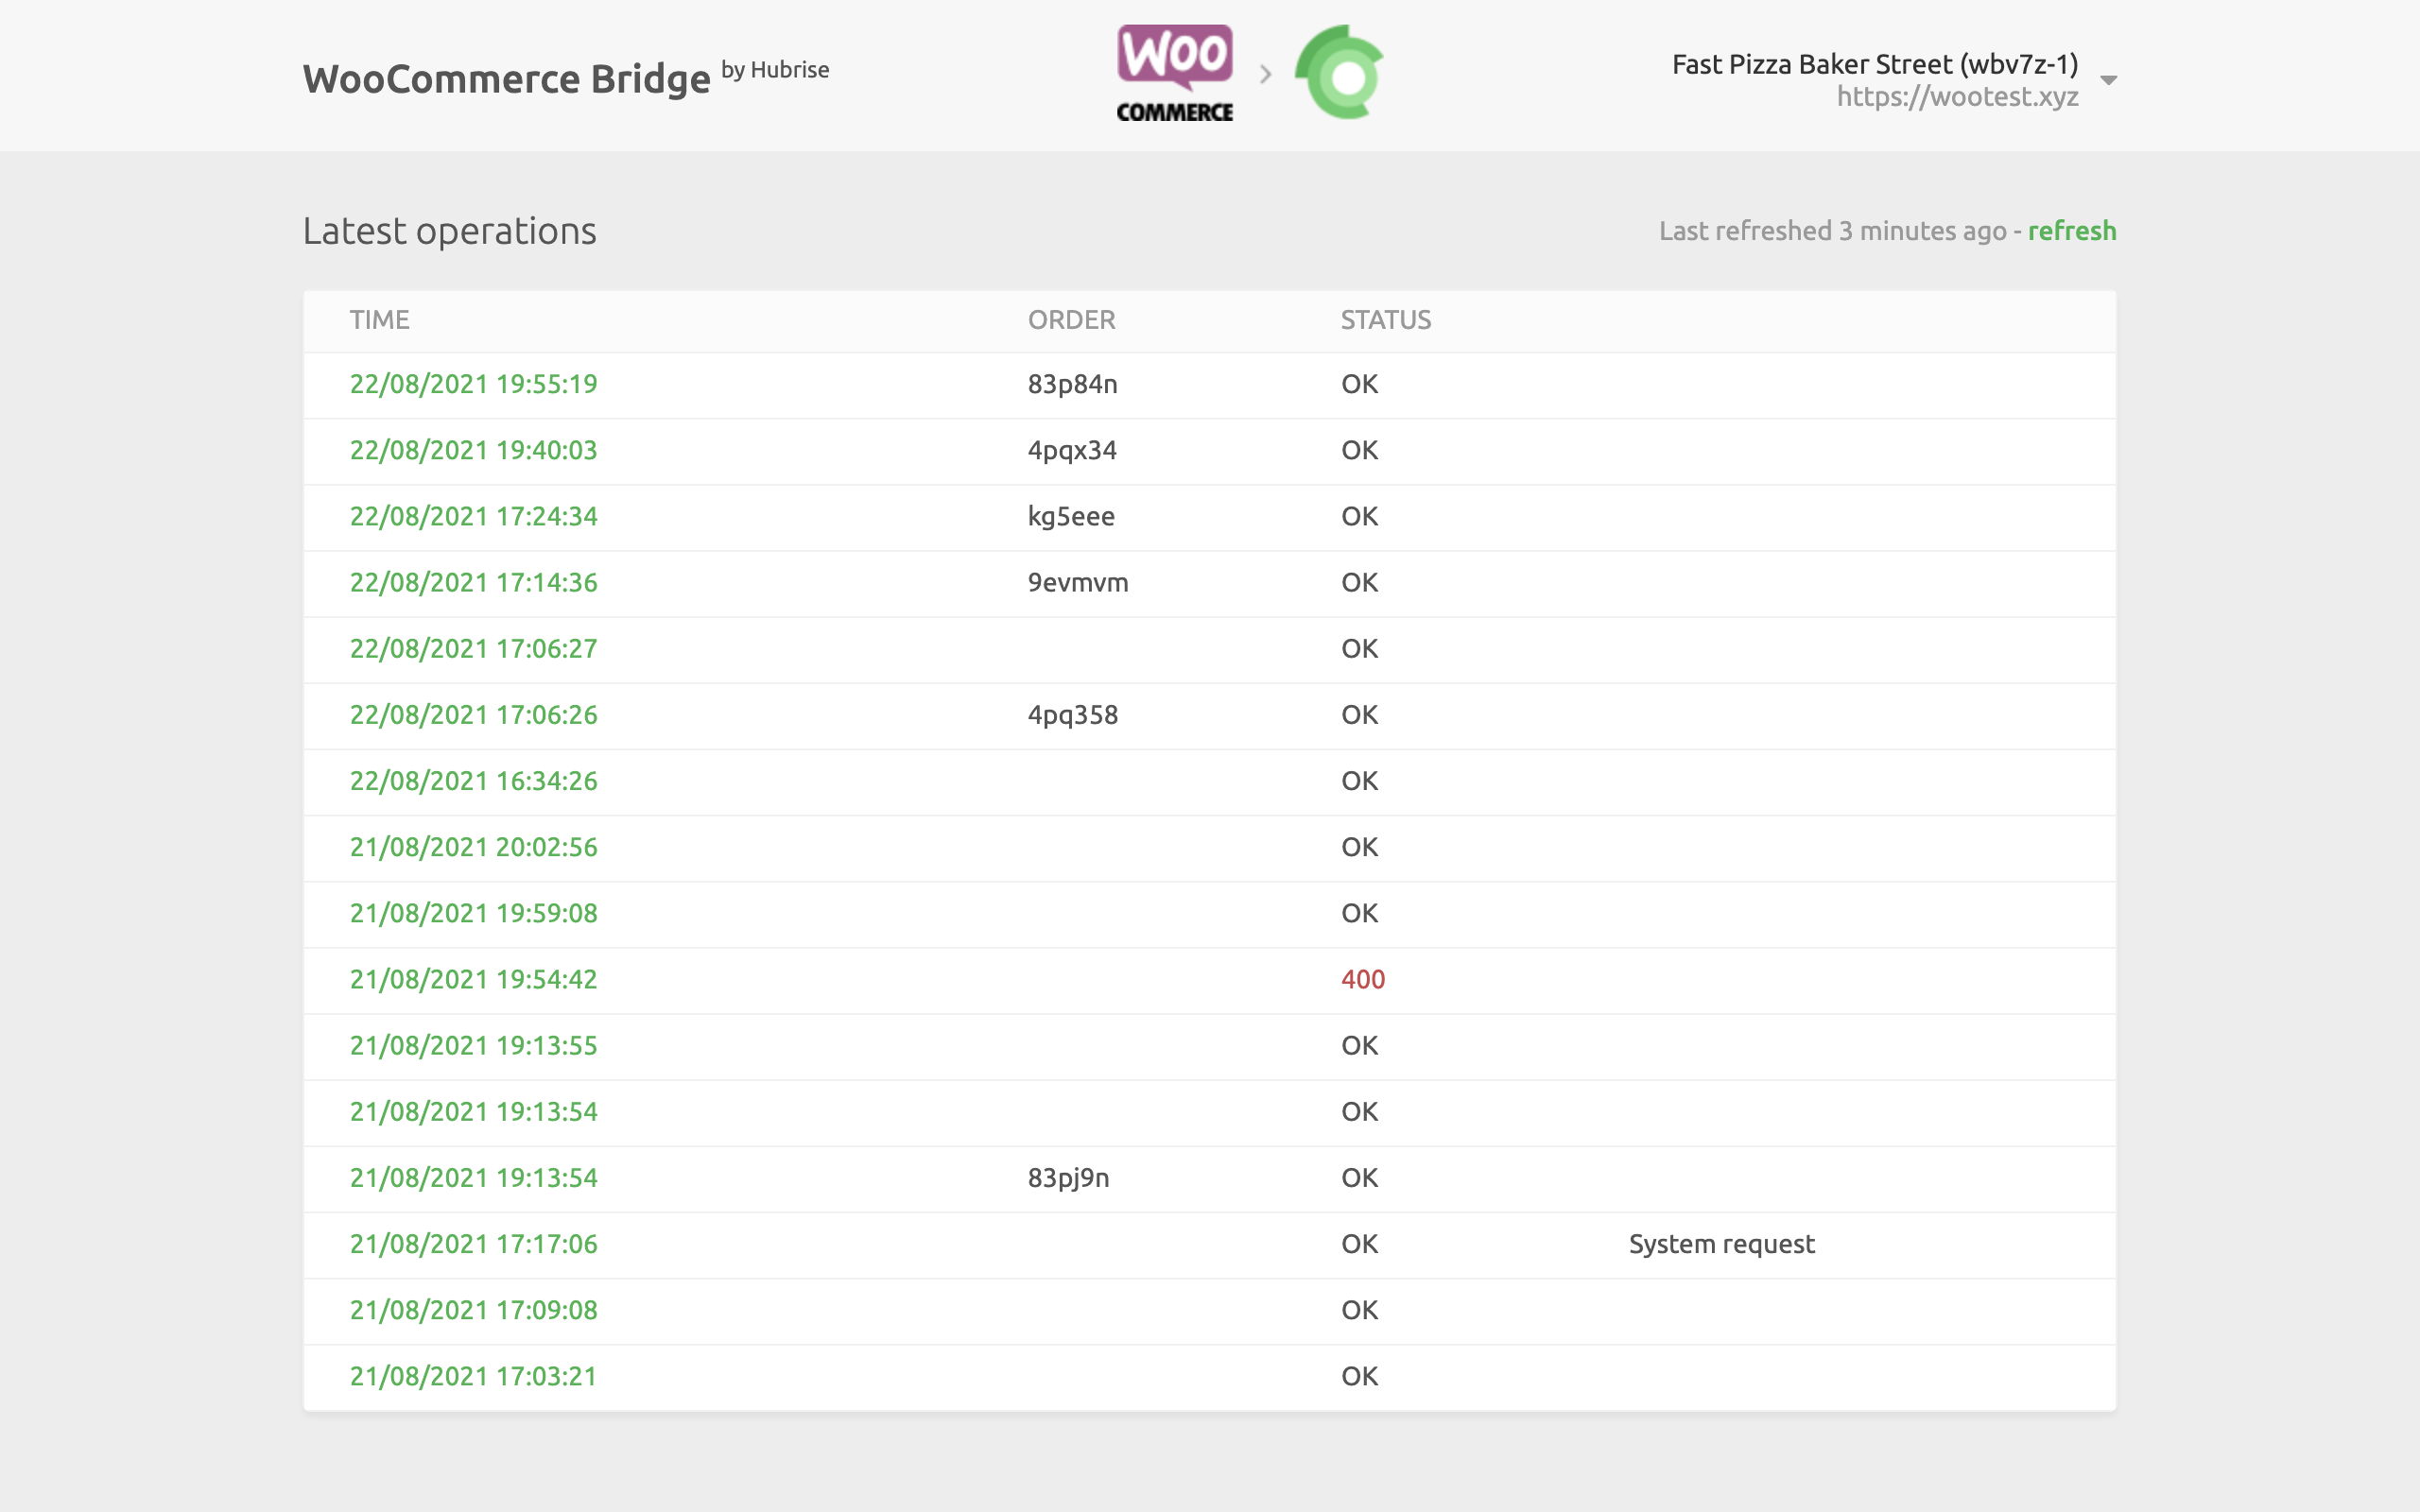 WooCommerce Bridge by Hubrise
WOO
COMMERCE
Fast Pizza Baker Street (wbv7z-1)
https://wootest.xyz
Latest operations
Last refreshed 3 minutes ago - refresh
TIME ORDER STATUS
22/08/2021 19:55:19 83p84n OK
22/08/2021 19:40:03 4pqx34 OK
22/08/2021 17:24:34 kg5eee OK
22/08/2021 17:14:36 9evmvm OK
22/08/2021 17:06:27 OK
22/08/2021 17:06:26 4pq358 OK
22/08/2021 16:34:26 OK
21/08/2021 20:02:56 OK
21/08/2021 19:59:08 OK
21/08/2021 19:54:42 400
21/08/2021 19:13:55 OK
21/08/2021 19:13:54 OK
21/08/2021 19:13:54 83pj9n OK
21/08/2021 17:17:06 OK System request
21/08/2021 17:09:08 OK
21/08/2021 17:03:21 OK